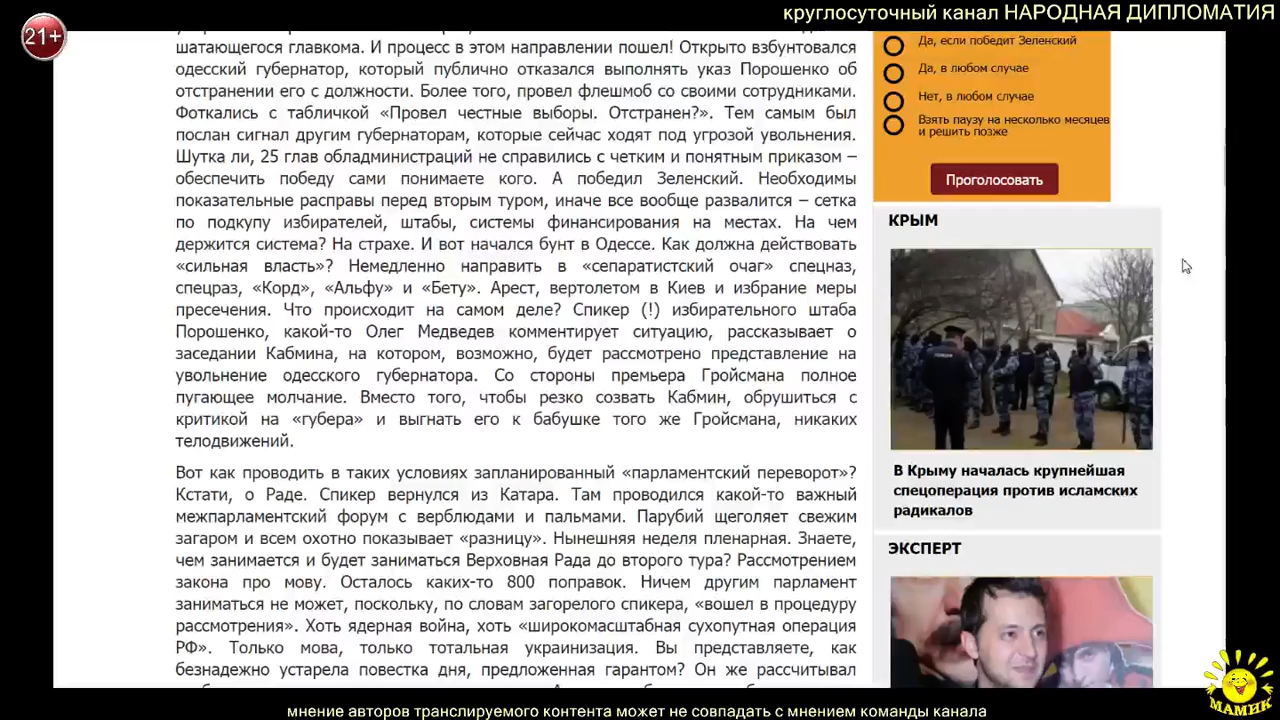 круглосуточный канал НАРОДНАЯ ДИПЛОМАТИЯ
21+
шатающегося главкома. И процесс в этом направлении пошел! Открыто взбунтовался
одесский губернатор, который публично отказался выполнять указ Порошенко об
отстранении его с должности. Более того, провел флешмоб со своими сотрудниками.
Фоткались с табличкой «Провел честные выборы. Отстранен?». Тем самым был
послан сигнал другим губернаторам, которые сейчас ходят под угрозой увольнения.
Шутка ли, 25 глав обладминистраций не справились с четким и понятным приказом –
обеспечить победу сами понимаете кого. А победил Зеленский. Необходимы
показательные расправы перед вторым туром, иначе все вообще развалится – сетка
по подкупу избирателей, штабы, системы финансирования на местах. На чем
держится система? На страхе. И вот начался бунт в Одессе. Как должна действовать
«сильная власть»? Немедленно направить в «сепаратистский очаг» спецназ,
спецраз, «Корд», «Альфу» и «Бету». Арест, вертолетом в Киев и избрание меры
пресечения. Что происходит на самом деле? Спикер (!) избирательного штаба
Порошенко, какой-то Олег Медведев комментирует ситуацию, рассказывает о
заседании Кабмина, на котором, возможно, будет рассмотрено представление на
увольнение одесского губернатора. Со стороны премьера Гройсмана полное
пугающее молчание. Вместо того, чтобы резко созвать Кабмин, обрушиться с
критикой на «губера» и выгнать его к бабушке того же Гройсмана, никаких
телодвижений.
Вот как проводить в таких условиях запланированный «парламентский переворот»?
Кстати, о Раде. Спикер вернулся из Катара. Там проводился какой-то важный
межпарламентский форум с верблюдами и пальмами. Парубий щеголяет свежим
загаром и всем охотно показывает «разницу». Нынешняя неделя пленарная. Знаете,
чем занимается и будет заниматься Верховная Рада до второго тура? Рассмотрением
закона про мову. Осталось каких-то 800 поправок. Ничем другим парламент
заниматься не может, поскольку, по словам загорелого спикера, «вошел в процедуру
рассмотрения». Хоть ядерная война, хоть «широкомасштабная сухопутная операция
РФ». Только мова, только тотальная украинизация. Вы представляете, как
безнадежно устарела повестка дня, предложенная гарантом? Он же рассчитывал
Да, если победит Зеленский
Да, в любом случае
Нет, в любом случае
Взять паузу на несколько месяцев
и решить позже
Проголосовать
КРЫМ
В Крыму началась крупнейшая
спецоперация против исламских
радикалов
ЭКСПЕРТ
МАМИК
мнение авторов транслируемого контента может не совпадать с мнением команды канала